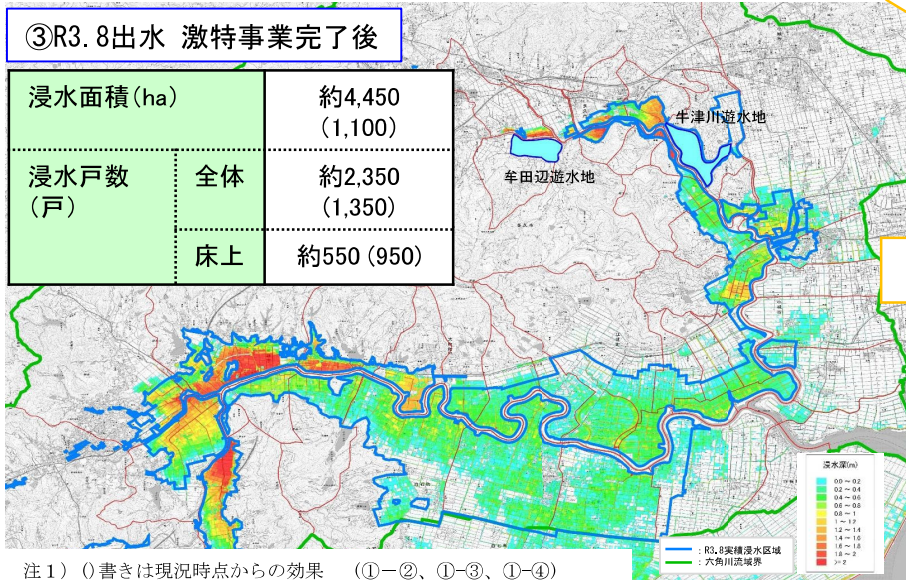 ③R3.8出水 激特事業完了後
浸水面積(ha)
約4,450
(1,100)
浸水戸数
(戸)
全体
約2,350
(1,350)
床上
約550 (950)
牛津川遊水地
牟田辺遊水地
浸水深(m)
0.0 ～ 0.2
0.2 ～ 0.4
0.4 ～ 0.6
0.6 ～ 0.8
0.8 ～ 1
1 ～ 1.2
1.2 ～ 1.4
1.4 ～ 1.6
1.6 ～ 1.8
1.8 ～ 2
>= 2
：R3.8実績浸水区域
：六角川流域界
注1）()書きは現況時点からの効果 （①－②、①-③、①-④）